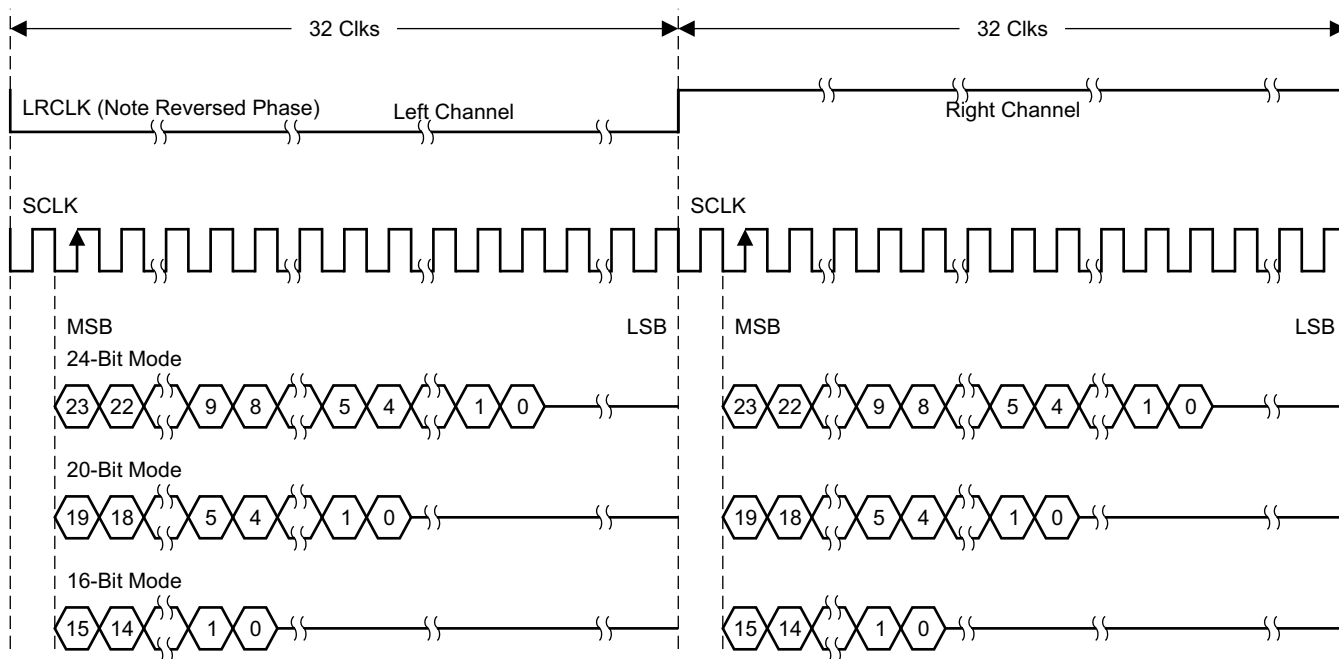 32 Clks 32 Clks
LRCLK (Note Reversed Phase) Left Channel Right Channel
SCLK SCLK
MSB LSB MSB LSB
24-Bit Mode
23 22 9 8 5 4 1 0 23 22 9 8 5 4 1 0
20-Bit Mode
19 18 5 4 1 0 19 18 5 4 1 0
16-Bit Mode
15 14 1 0 15 14 1 0